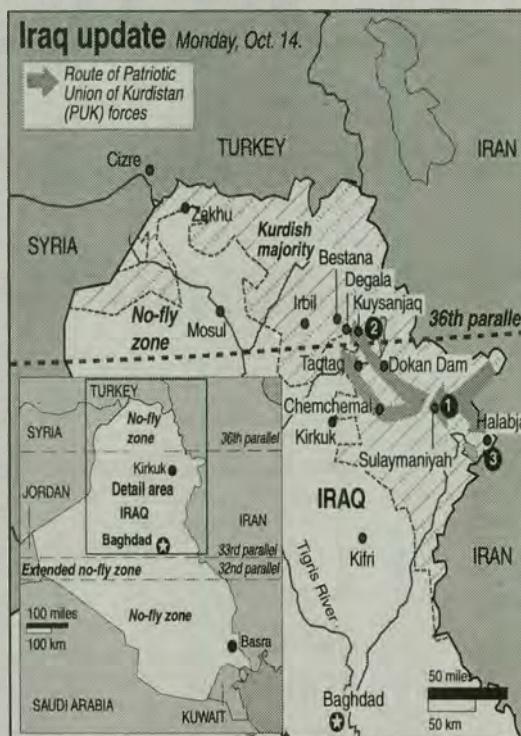 Iraq update Monday, Oct. 14.
Route of Patriotic
Union of Kurdistan
(PUK) forces
TURKEY
IRAN
Cizre
SYRIA
Zakhu
Kurdish
majority
Bestana
Degala
Kuysanjaq
Irbil
2
No-fly
zone
Mosul
36th parallel
Taqtaq
Dokan Dam
Chemchemal
1
Kirkuk
Halabja
Sulaymaniyah
3
IRAQ
IRAN
Kifri
Tigris River
Baghdad
50 miles
50 km
TURKEY
No-fly
zone
SYRIA
36th parallel
Kirkuk
JORDAN
Detail area
IRAQ
IRAN
Baghdad
33rd parallel
Extended no-fly zone
32nd parallel
No-fly zone
100 miles
100 km
Basra
SAUDI ARABIA
KUWAIT